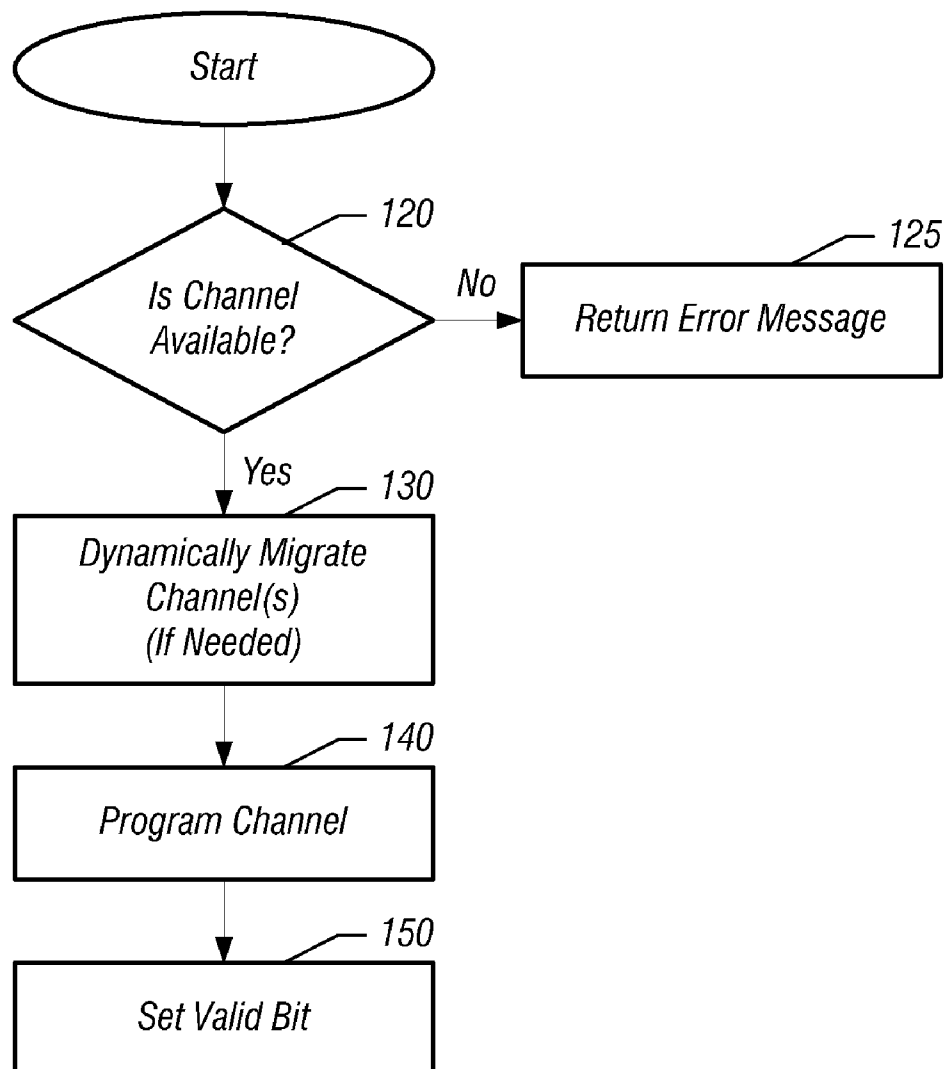 Start
120
Is Channel
Available?
No
125
Return Error Message
Yes
130
Dynamically Migrate
Channel(s)
(If Needed)
140
Program Channel
150
Set Valid Bit